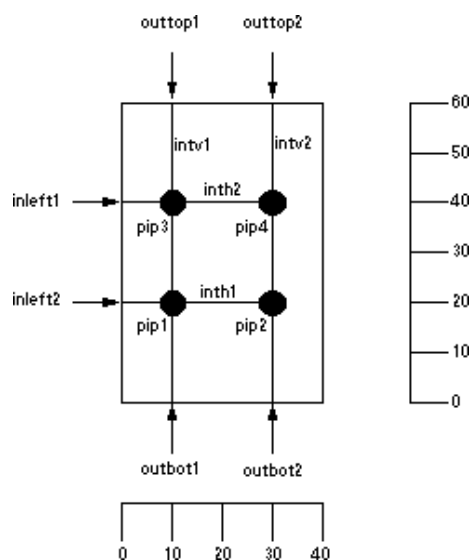 outtop1 outtop2
60
intv1 intv2
50
inth2
inleft1
40
pip3 pip4
30
inth1
inleft2
20
pip1 pip2
10
0
outbot1 outbot2
0 10 20 30 40